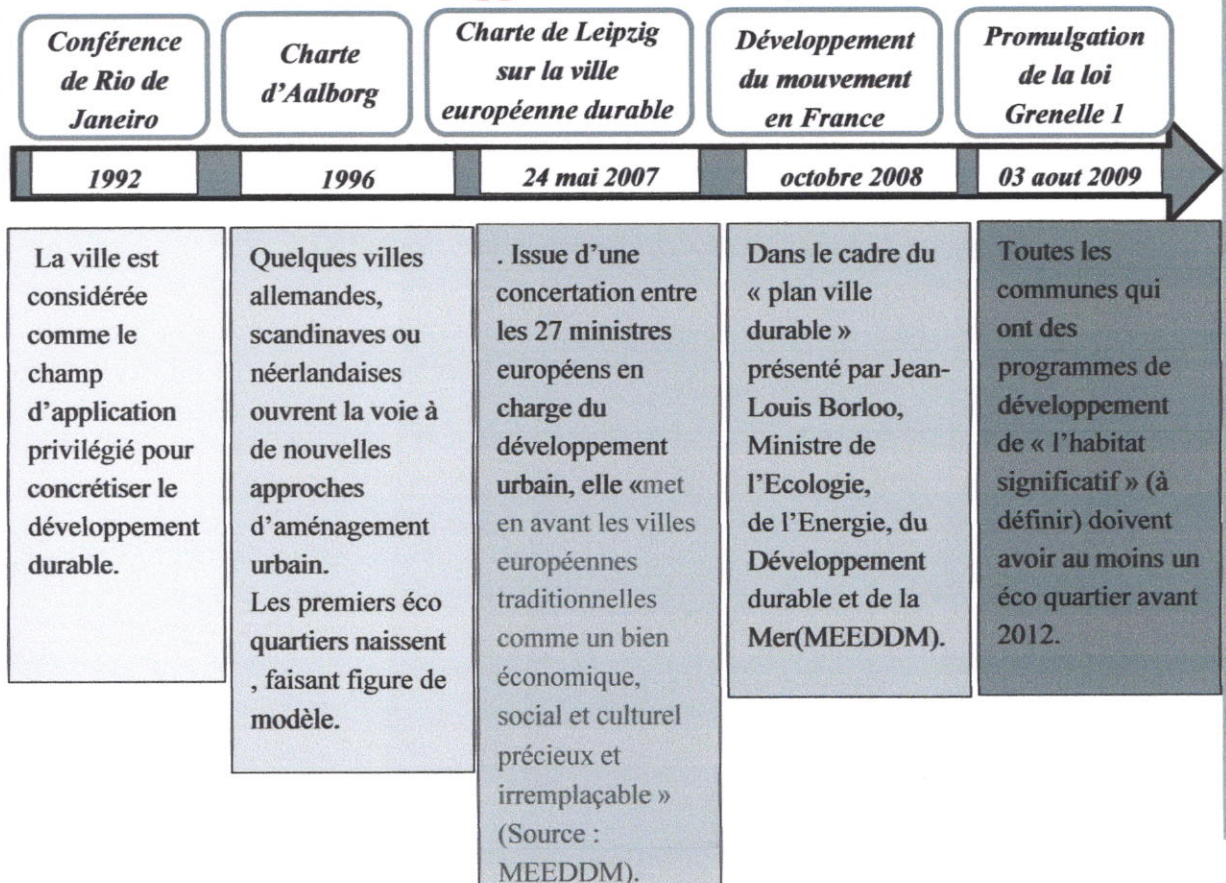 Conférence
de Rio de
Janeiro
Charte
d'Aalborg
Charte de Leipzig
sur la ville
européenne durable
Développement
du mouvement
en France
Promulgation
de la loi
Grenelle 1
1992
1996
24 mai 2007
octobre 2008
03 aout 2009
La ville est
considérée
comme le
champ
d'application
privilégié pour
concrétiser le
développement
durable.
Quelques villes
allemandes,
scandinaves ou
néerlandaises
ouvrent la voie à
de nouvelles
approches
d'aménagement
urbain.
Les premiers éco
quartiers naissent
, faisant figure de
modèle.
. Issue d'une
concertation entre
les 27 ministres
européens en
charge du
développement
urbain, elle «met
en avant les villes
européennes
traditionnelles
comme un bien
économique,
social et culturel
précieux et
irremplaçable »
(Source :
MEEDDM).
Dans le cadre du
« plan ville
durable »
présenté par Jean-
Louis Borloo,
Ministre de
l'Ecologie,
de l'Energie, du
Développement
durable et de la
Mer(MEEDDM).
Toutes les
communes qui
ont des
programmes de
développement
de « l'habitat
significatif » (à
définir) doivent
avoir au moins un
éco quartier avant
2012.